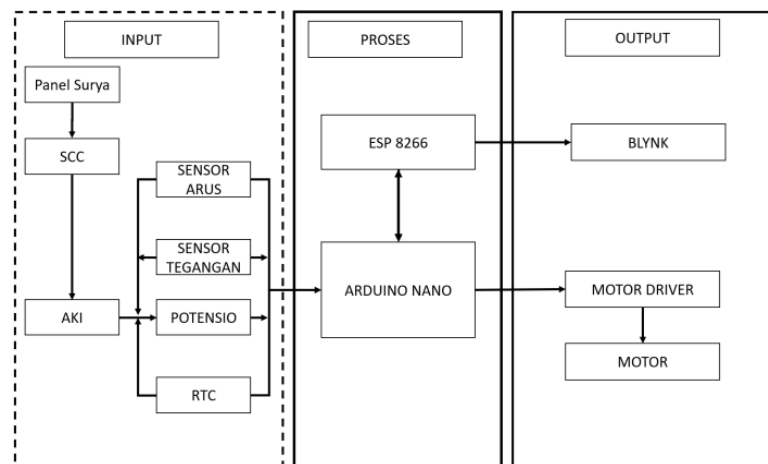 INPUT
PROSES
OUTPUT
Panel Surya
SCC
AKI
SENSOR
ARUS
SENSOR
TEGANGAN
POTENSIO
RTC
ESP 8266
ARDUINO NANO
BLYNK
MOTOR DRIVER
MOTOR